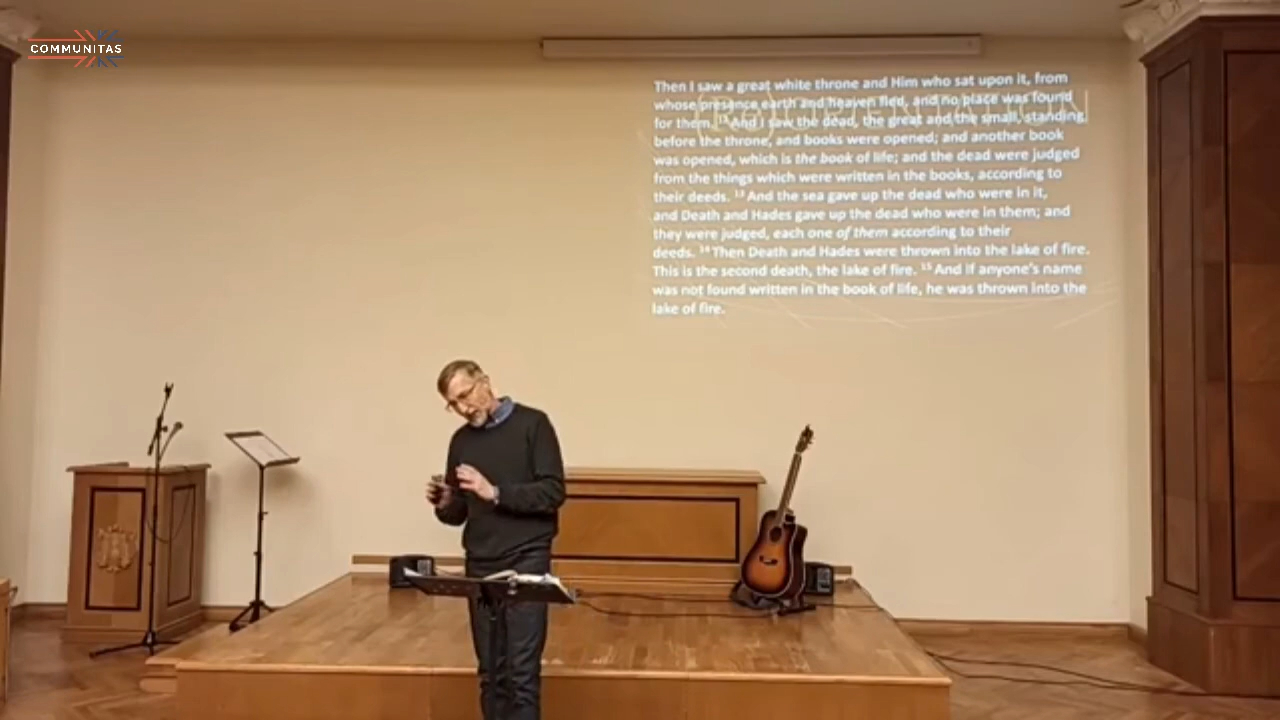 COMMUNITAS
Then I saw a great white throne and Him who sat upon it, from
whose presence earth and heaven fled, and no place was found
for them. 12 And I saw the dead, the great and the small, standing
before the throne, and books were opened; and another book
was opened, which is the book of life; and the dead were judged
from the things which were written in the books, according to
their deeds. 13 And the sea gave up the dead who were in it,
and Death and Hades gave up the dead who were in them; and
they were judged, each one of them according to their
deeds. 14 Then Death and Hades were thrown into the lake of fire.
This is the second death, the lake of fire. 15 And if anyone's name
was not found written in the book of life, he was thrown into the
lake of fire.